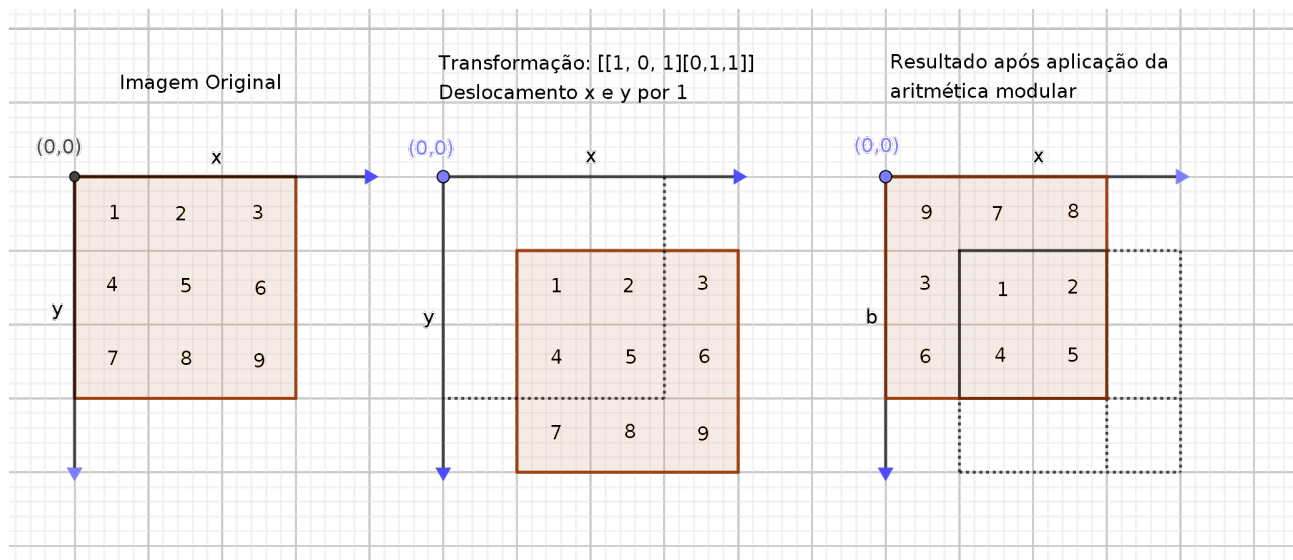 Imagem Original
Transformação: [[1, 0, 1][0,1,1]]
Deslocamento x e y por 1
Resultado após aplicação da
aritmética modular
(0,0)
x
1 2 3
4 5 6
y
7 8 9
(0,0)
x
1 2 3
y
4 5 6
7 8 9
(0,0)
x
9 7 8
3 1 2
b
6 4 5